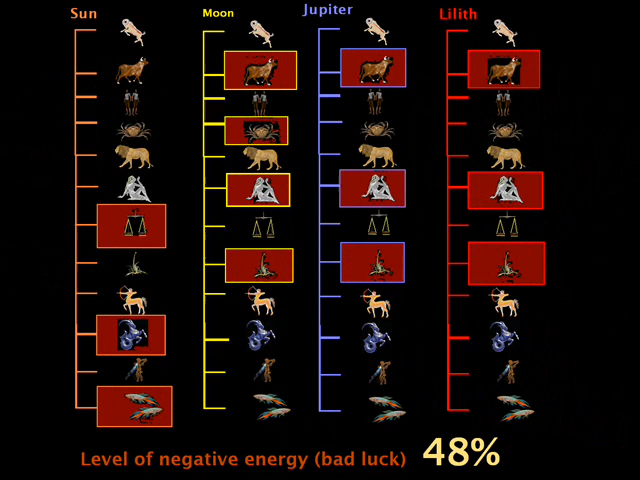 Sun
Moon
Jupiter
Lilith
Level of negative energy (bad luck) 48%